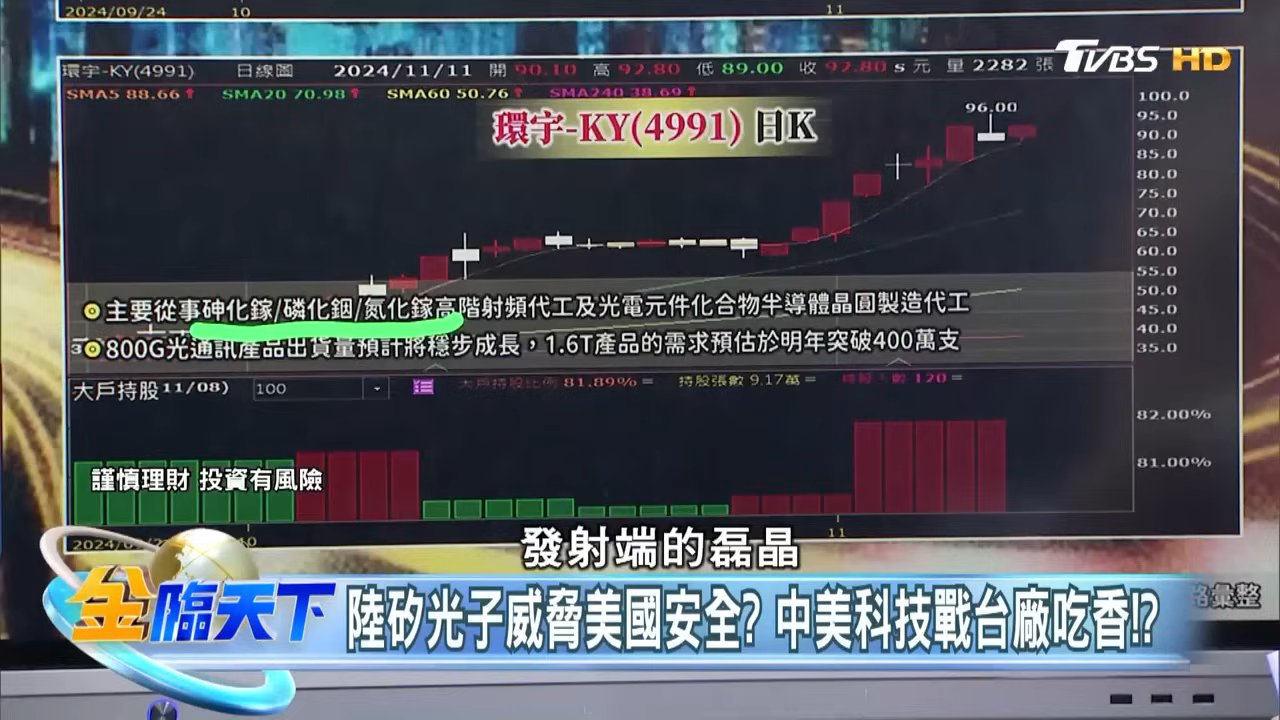 2024/09/24 10 11
TVBS HD
環宇-KY(4991) 日線圖 2024/11/11 開 90.10 高 92.80 低 89.00 收 92.80 s 元 量 2282 張
SMA5 88.66↑ SMA20 70.98↑ SMA60 50.76↑ SMA240 38.69↑
環宇-KY(4991) 日K
96.00
100.0
95.0
90.0
85.0
80.0
75.0
70.0
65.0
60.0
55.0
50.0
45.0
40.0
35.0
主要從事砷化鎵/磷化銦/氮化鎵高階射頻代工及光電元件化合物半導體晶圓製造代工
800G光通訊產品出貨量預計將穩步成長,1.6T產品的需求預估於明年突破400萬支
大戶持股 11/08) 100 大戶持股比例 81.89% = 持股張數 9.17萬 = 120 =
82.00%
81.00%
謹慎理財 投資有風險
11
發射端的磊晶
彙整
金臨天下
陸矽光子威脅美國安全? 中美科技戰台廠吃香!?